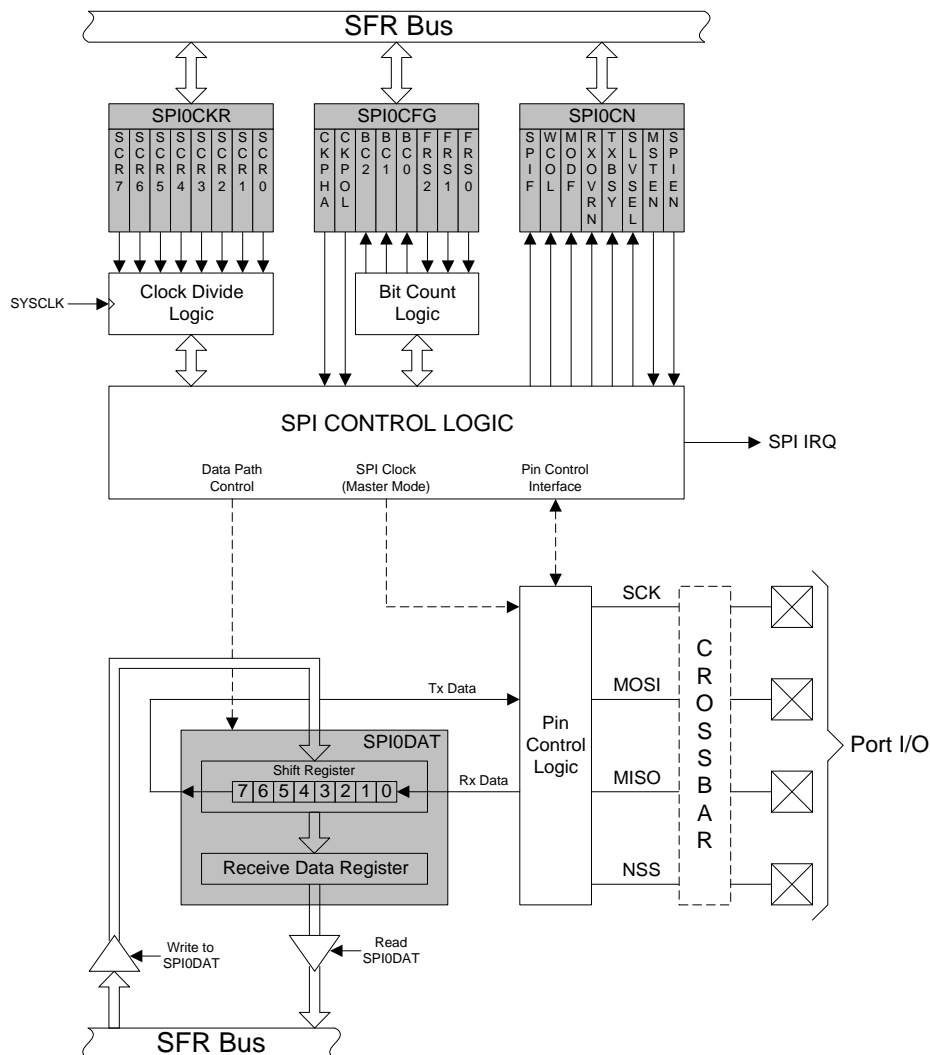 SFR Bus
SPI0CKR
SCR7 SCR6 SCR5 SCR4 SCR3 SCR2 SCR1 SCR0
SPI0CFG
CKPHA CKPOL BC2 BC1 BC0 FRS2 FRS1 FRS0
SPI0CN
SPIF WCOL MODF RXOVRN TXBSY SLVSEL MSTEN SPIEN
SYSCLK
Clock Divide
Logic
Bit Count
Logic
SPI CONTROL LOGIC
SPI IRQ
Data Path
Control
SPI Clock
(Master Mode)
Pin Control
Interface
SCK
MOSI
MISO
NSS
Pin
Control
Logic
CROSSBAR
Port I/O
Tx Data
Rx Data
SPI0DAT
Shift Register
7 6 5 4 3 2 1 0
Receive Data Register
Write to
SPI0DAT
Read
SPI0DAT
SFR Bus